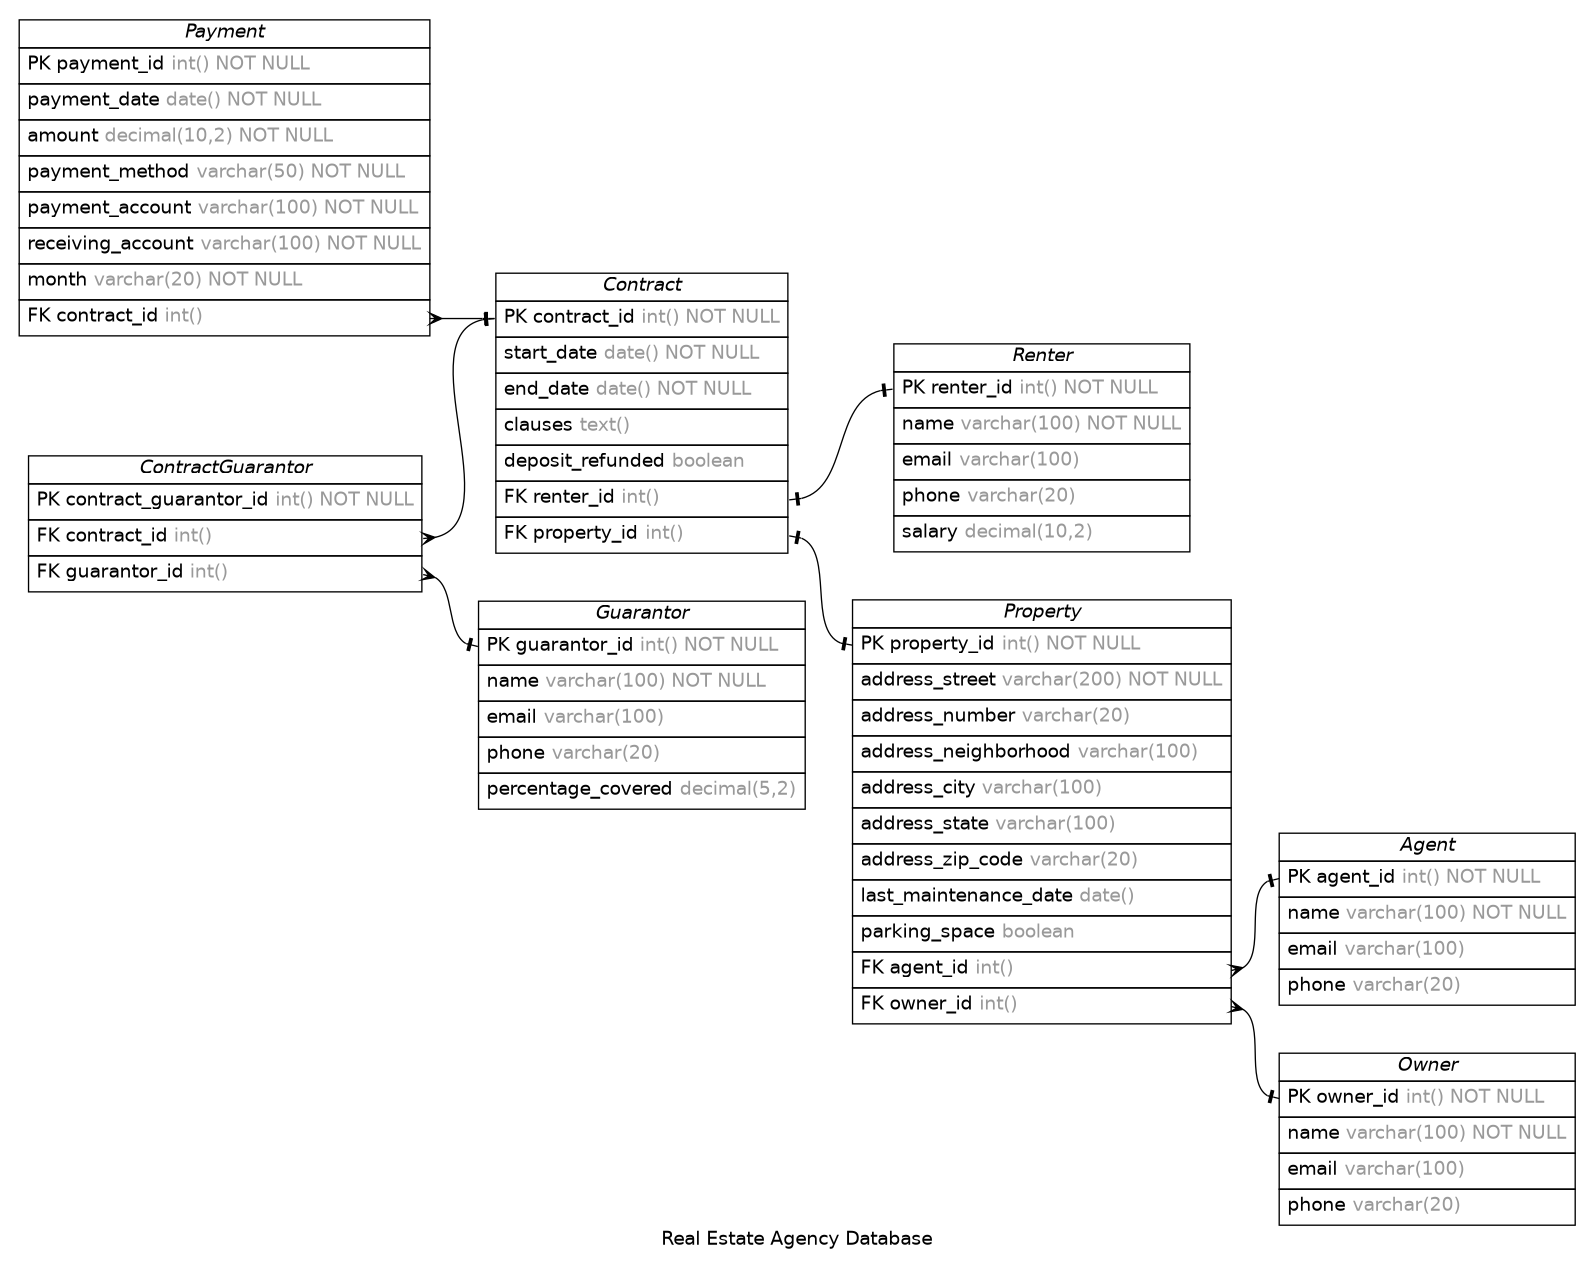 Payment
PK payment_id int() NOT NULL
payment_date date() NOT NULL
amount decimal(10,2) NOT NULL
payment_method varchar(50) NOT NULL
payment_account varchar(100) NOT NULL
receiving_account varchar(100) NOT NULL
month varchar(20) NOT NULL
FK contract_id int()
Contract
PK contract_id int() NOT NULL
start_date date() NOT NULL
end_date date() NOT NULL
clauses text()
deposit_refunded boolean
FK renter_id int()
FK property_id int()
Renter
PK renter_id int() NOT NULL
name varchar(100) NOT NULL
email varchar(100)
phone varchar(20)
salary decimal(10,2)
ContractGuarantor
PK contract_guarantor_id int() NOT NULL
FK contract_id int()
FK guarantor_id int()
Guarantor
PK guarantor_id int() NOT NULL
name varchar(100) NOT NULL
email varchar(100)
phone varchar(20)
percentage_covered decimal(5,2)
Property
PK property_id int() NOT NULL
address_street varchar(200) NOT NULL
address_number varchar(20)
address_neighborhood varchar(100)
address_city varchar(100)
address_state varchar(100)
address_zip_code varchar(20)
last_maintenance_date date()
parking_space boolean
FK agent_id int()
FK owner_id int()
Agent
PK agent_id int() NOT NULL
name varchar(100) NOT NULL
email varchar(100)
phone varchar(20)
Owner
PK owner_id int() NOT NULL
name varchar(100) NOT NULL
email varchar(100)
phone varchar(20)
Real Estate Agency Database